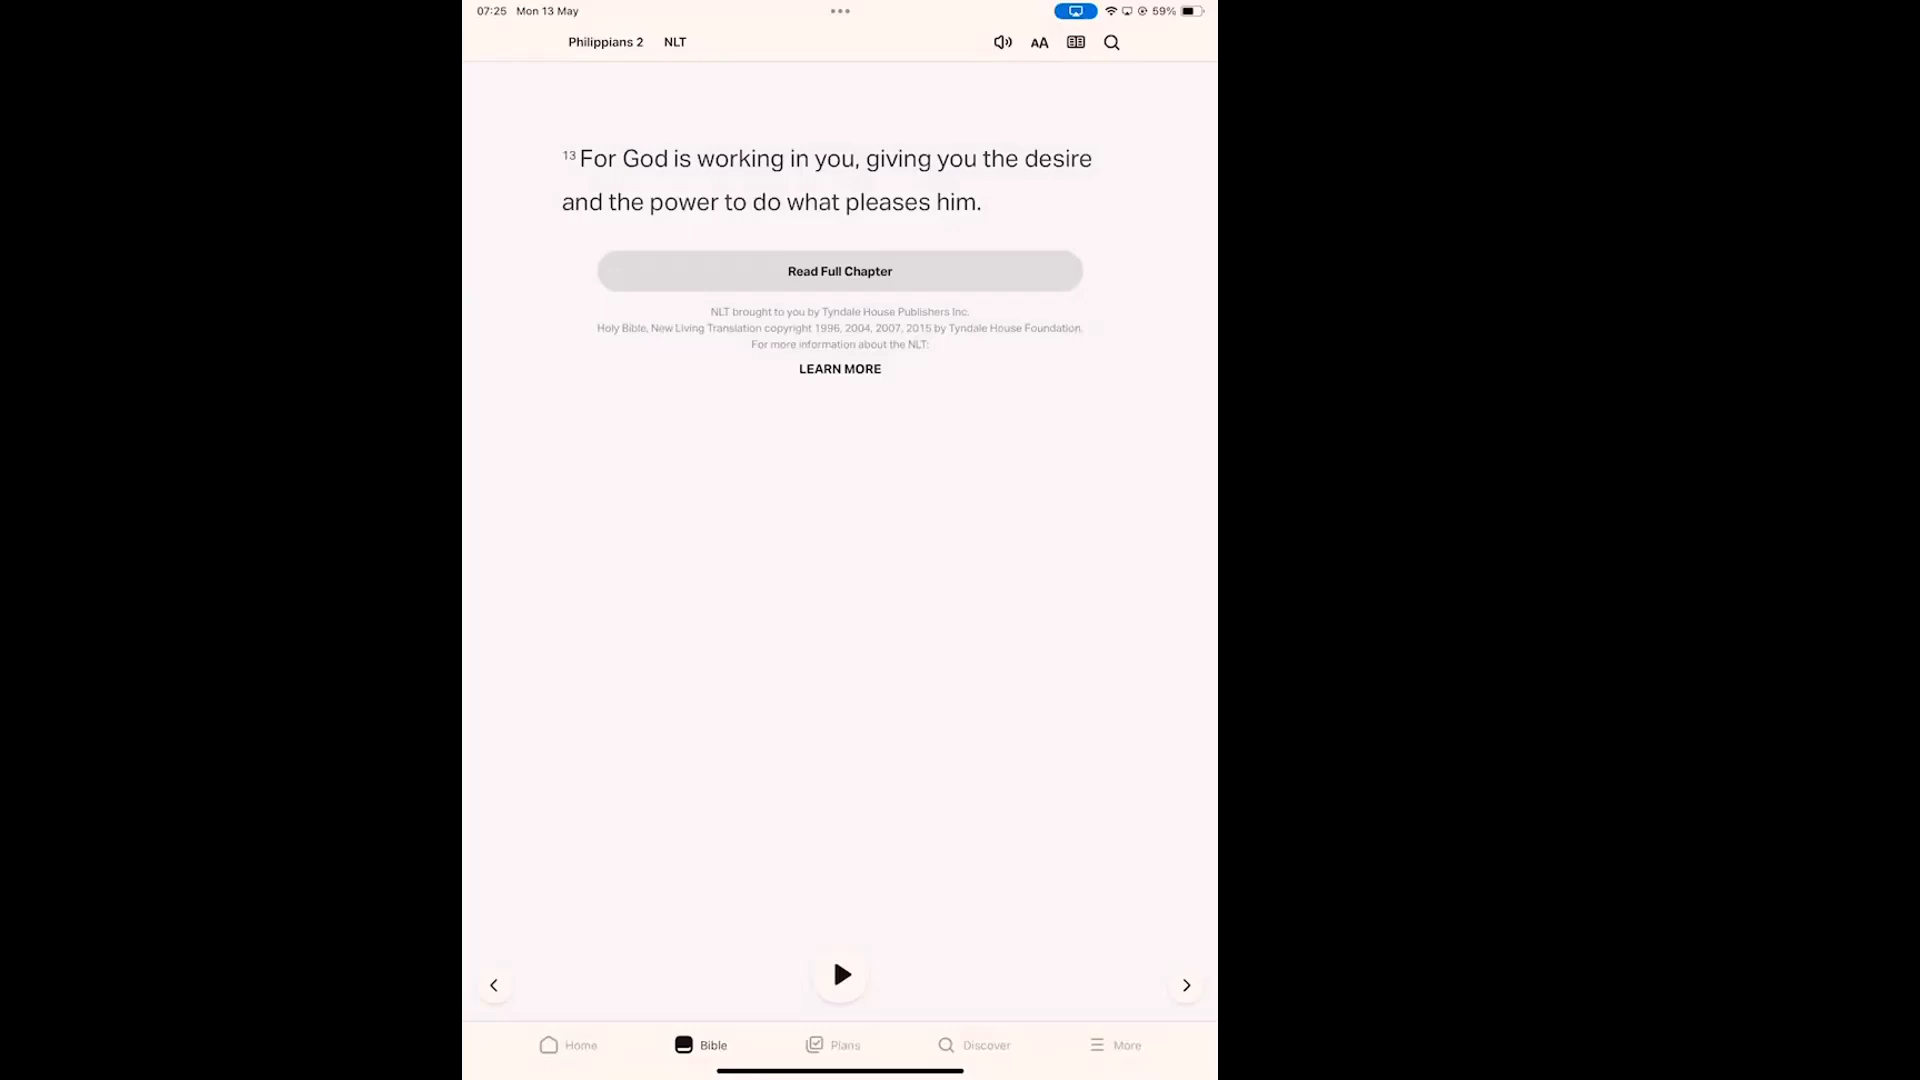 07:25 Mon 13 May
59%
Philippians 2 NLT
AA
13 For God is working in you, giving you the desire
and the power to do what pleases him.
Read Full Chapter
NLT brought to you by Tyndale House Publishers Inc.
Holy Bible, New Living Translation copyright 1996, 2004, 2007, 2015 by Tyndale House Foundation.
For more information about the NLT:
LEARN MORE
Home Bible Plans Discover More